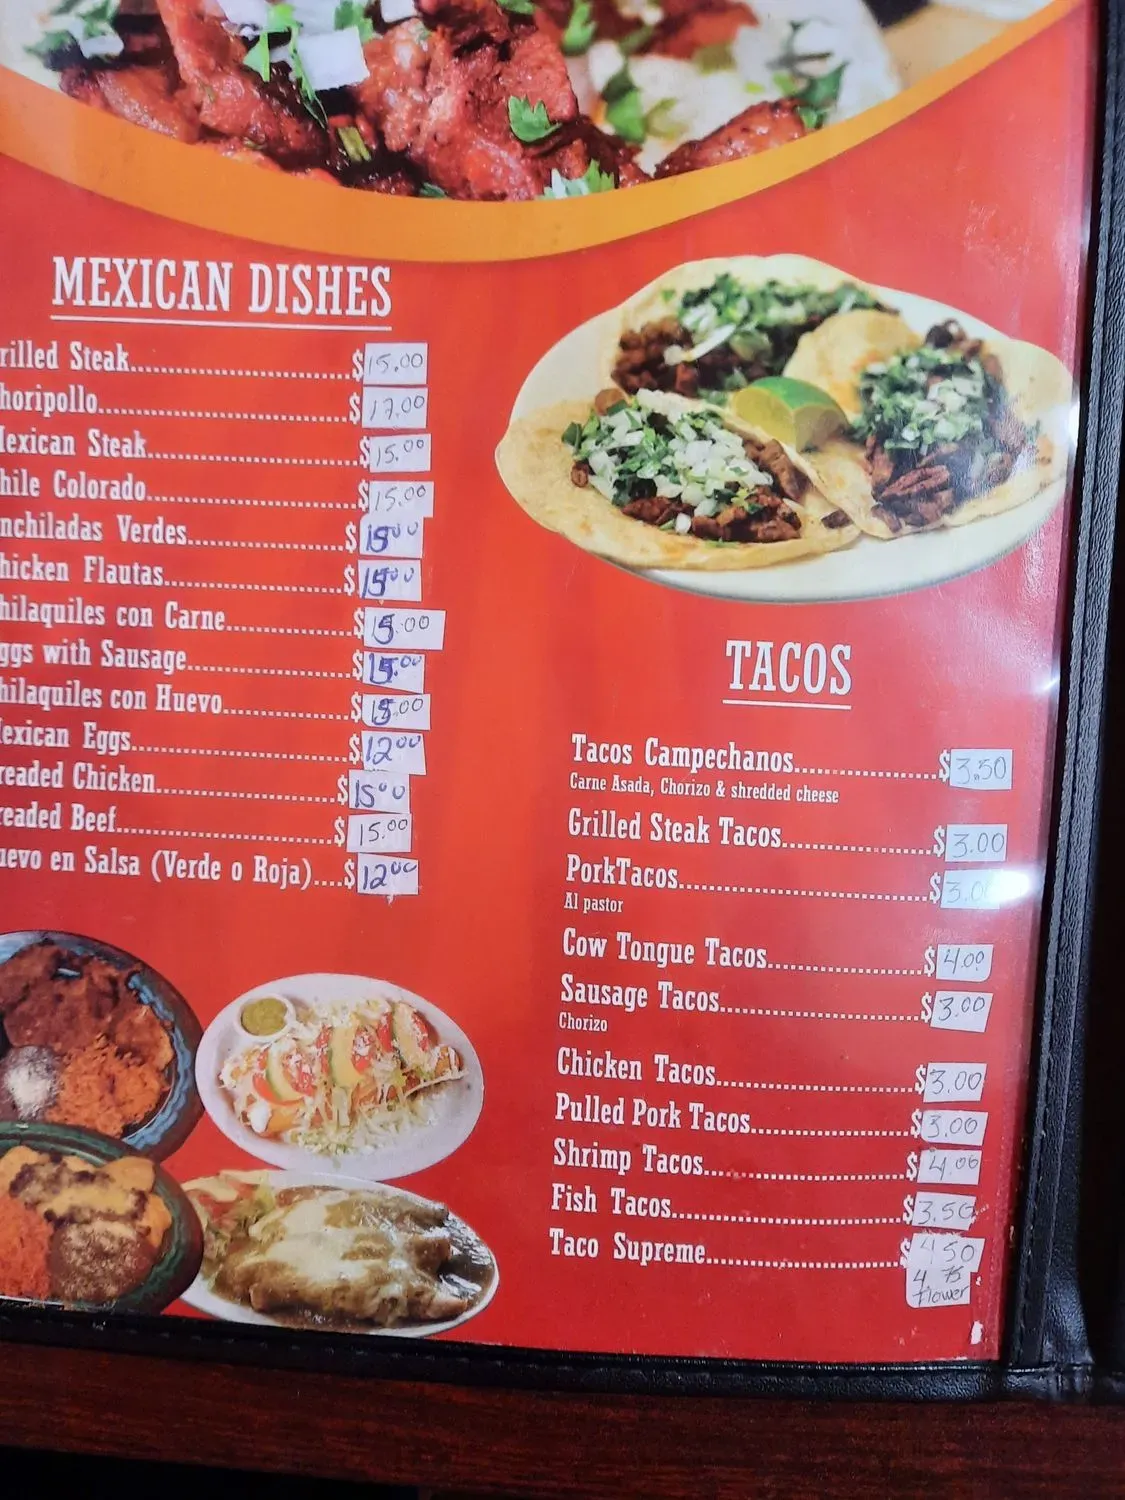 MEXICAN DISHES
rilled Steak $15.00
horipollo $17.00
exican Steak $15.00
hile Colorado $15.00
nchiladas Verdes $15.00
hicken Flautas $15.00
hilaquiles con Carne $15.00
ggs with Sausage $15.00
hilaquiles con Huevo $15.00
exican Eggs $12.00
readed Chicken $15.00
readed Beef $15.00
uevo en Salsa (Verde o Roja) $12.00
TACOS
Tacos Campechanos $3.50
Carne Asada, Chorizo & shredded cheese
Grilled Steak Tacos $3.00
PorkTacos $3.00
Al pastor
Cow Tongue Tacos $4.00
Sausage Tacos $3.00
Chorizo
Chicken Tacos $3.00
Pulled Pork Tacos $3.00
Shrimp Tacos $4.00
Fish Tacos $3.50
Taco Supreme $4.50
4.75
Flower